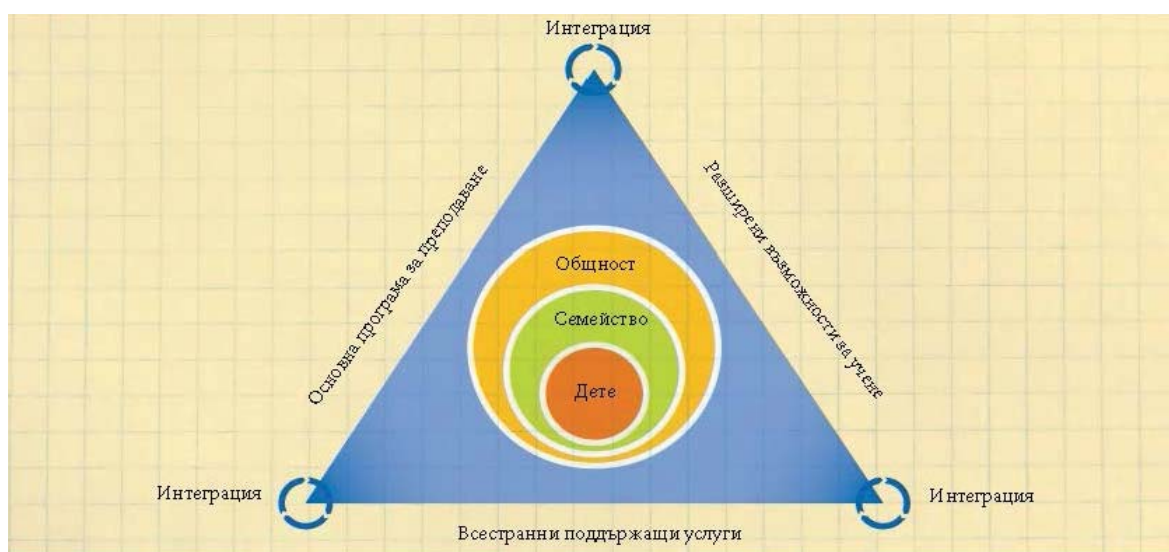 Интеграция
Основна програма за преподаване
Разширени възможности за учене
Общност
Семейство
Дете
Интеграция
Интеграция
Всестранни поддържащи услуги